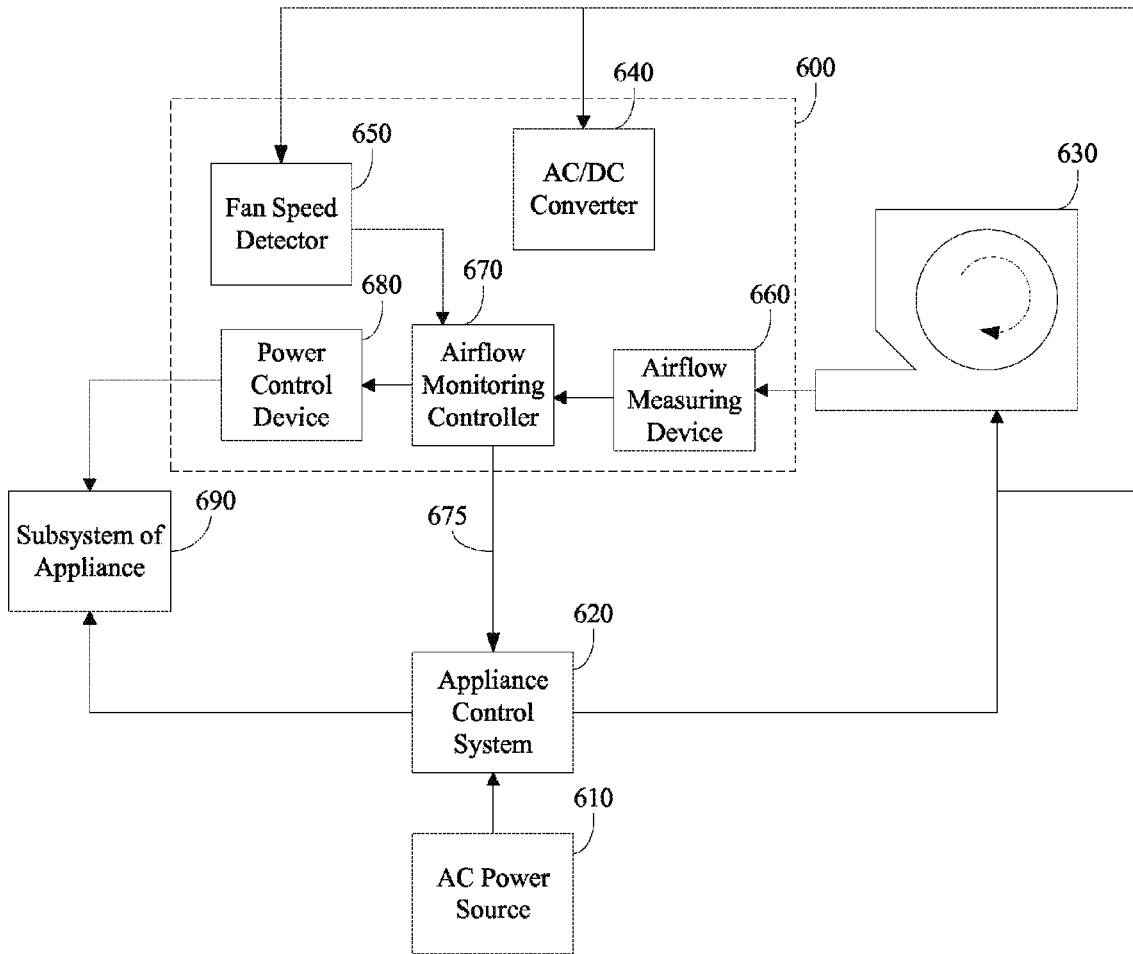 640
600
650
AC/DC
Converter
630
Fan Speed
Detector
670
680
660
Power
Control
Device
Airflow
Monitoring
Controller
Airflow
Measuring
Device
690
Subsystem of
Appliance
675
620
Appliance
Control
System
610
AC Power
Source